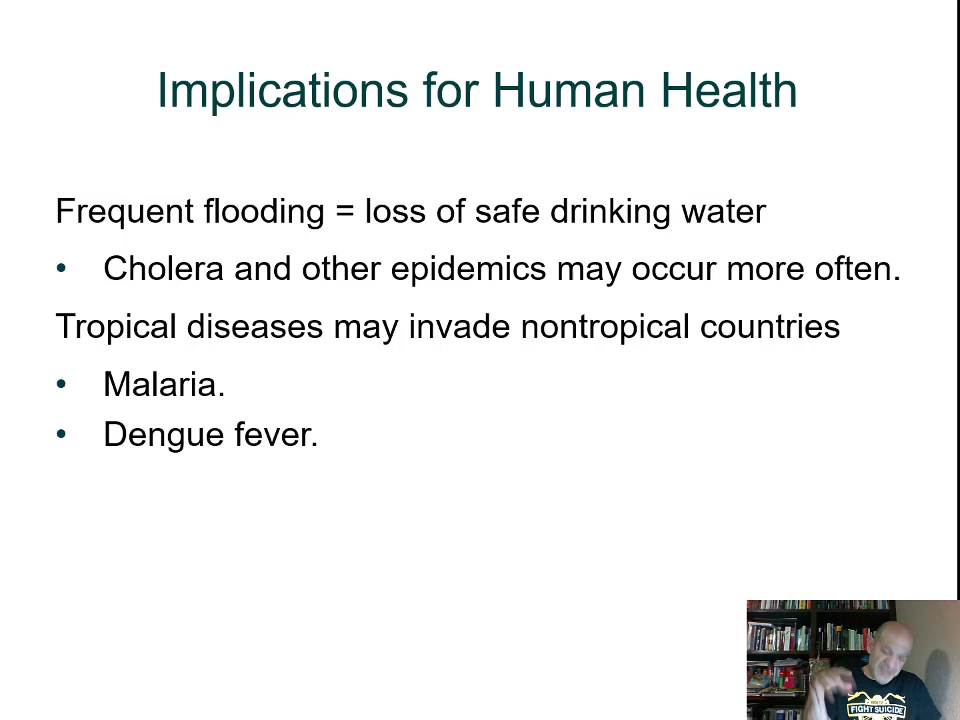 Implications for Human Health
Frequent flooding = loss of safe drinking water
• Cholera and other epidemics may occur more often.
Tropical diseases may invade nontropical countries
• Malaria.
• Dengue fever.
FIGHT SUICIDE